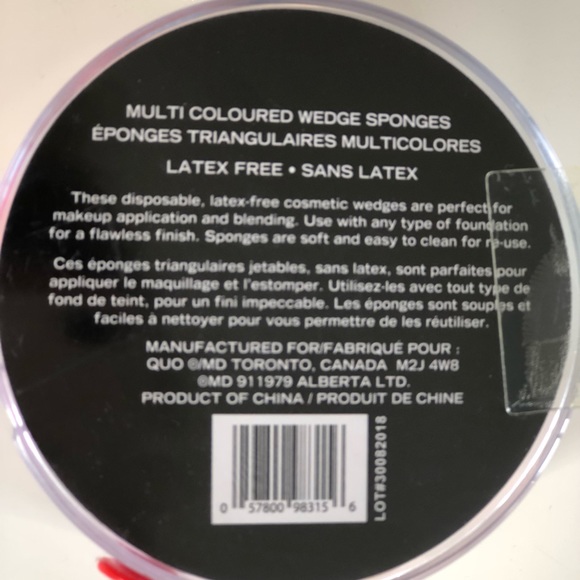 MULTI COLOURED WEDGE SPONGES
ÉPONGES TRIANGULAIRES MULTICOLORES
LATEX FREE • SANS LATEX
These disposable, latex-free cosmetic wedges are perfect for
makeup application and blending. Use with any type of foundation
for a flawless finish. Sponges are soft and easy to clean for re-use.
Ces éponges triangulaires jetables, sans latex, sont parfaites pour
appliquer le maquillage et l'estomper. Utilisez-les avec tout type de
fond de teint, pour un fini impeccable. Les éponges sont souples et
faciles à nettoyer pour vous permettre de les réutiliser.
MANUFACTURED FOR/FABRIQUÉ POUR :
QUO ®/MD TORONTO, CANADA M2J 4W8
®MD 911979 ALBERTA LTD.
PRODUCT OF CHINA / PRODUIT DE CHINE
0 57800 98315 6
LOT#30082018